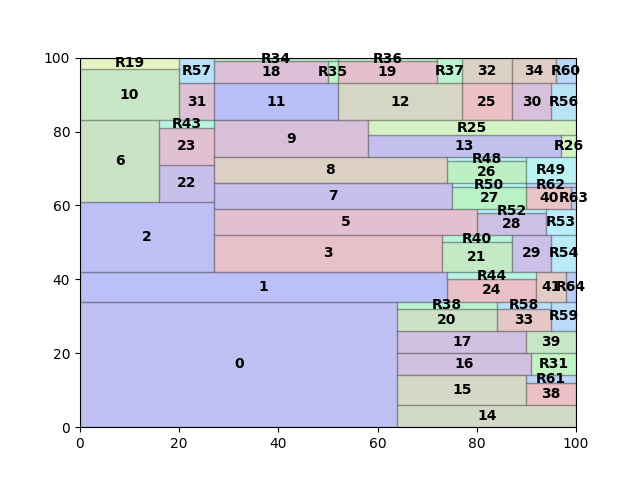 100
R19 R57 R34 R35 R36 R37 32 34 R60
18 19
10 31 11 12 25 30 R56
80 R43 R25
6 23 9 13 R26
22 8 R48 26 R49
60 7 R50 27 R62 40 R63
2 5 R52 28 R53
3 R40 21 29 R54
40 1 R44 24 41 R64
R38 20 R58 33 R59
17 39
20 0 16 R31
15 R61 38
14
0
0 20 40 60 80 100